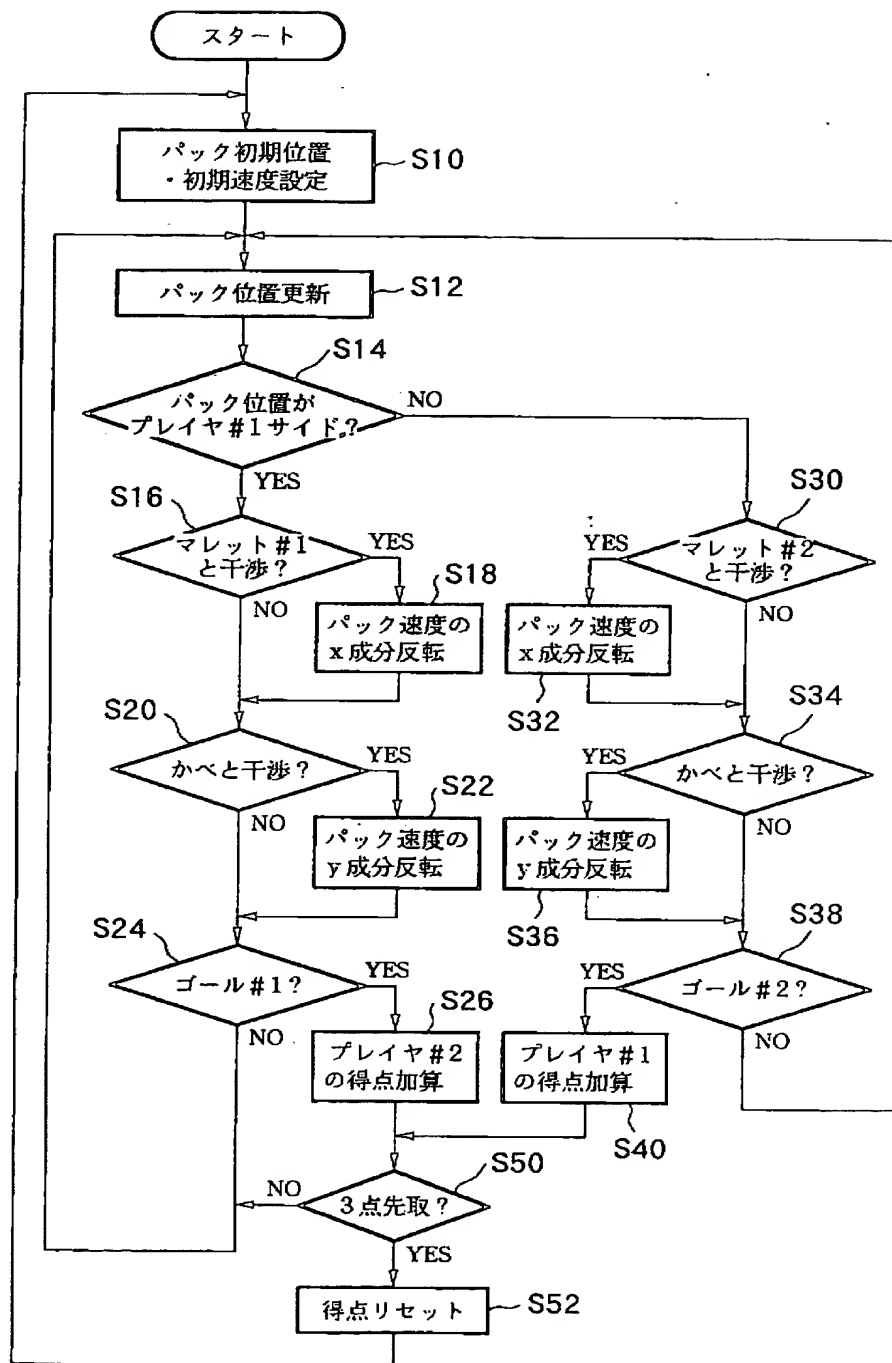 スタート
パック初期位置
・初期速度設定
S10
パック位置更新
S12
S14
パック位置が
プレイヤ#1サイド?
NO
YES
S16
マレット#1
と干渉?
YES
NO
S18
パック速度の
x成分反転
S30
マレット#2
と干渉?
YES
NO
パック速度の
x成分反転
S32
S20
かべと干渉?
YES
NO
S22
パック速度の
y成分反転
S34
かべと干渉?
YES
NO
パック速度の
y成分反転
S36
S24
ゴール#1?
YES
NO
S26
プレイヤ#2
の得点加算
S38
ゴール#2?
YES
NO
プレイヤ#1
の得点加算
S40
S50
3点先取?
NO
YES
得点リセット
S52